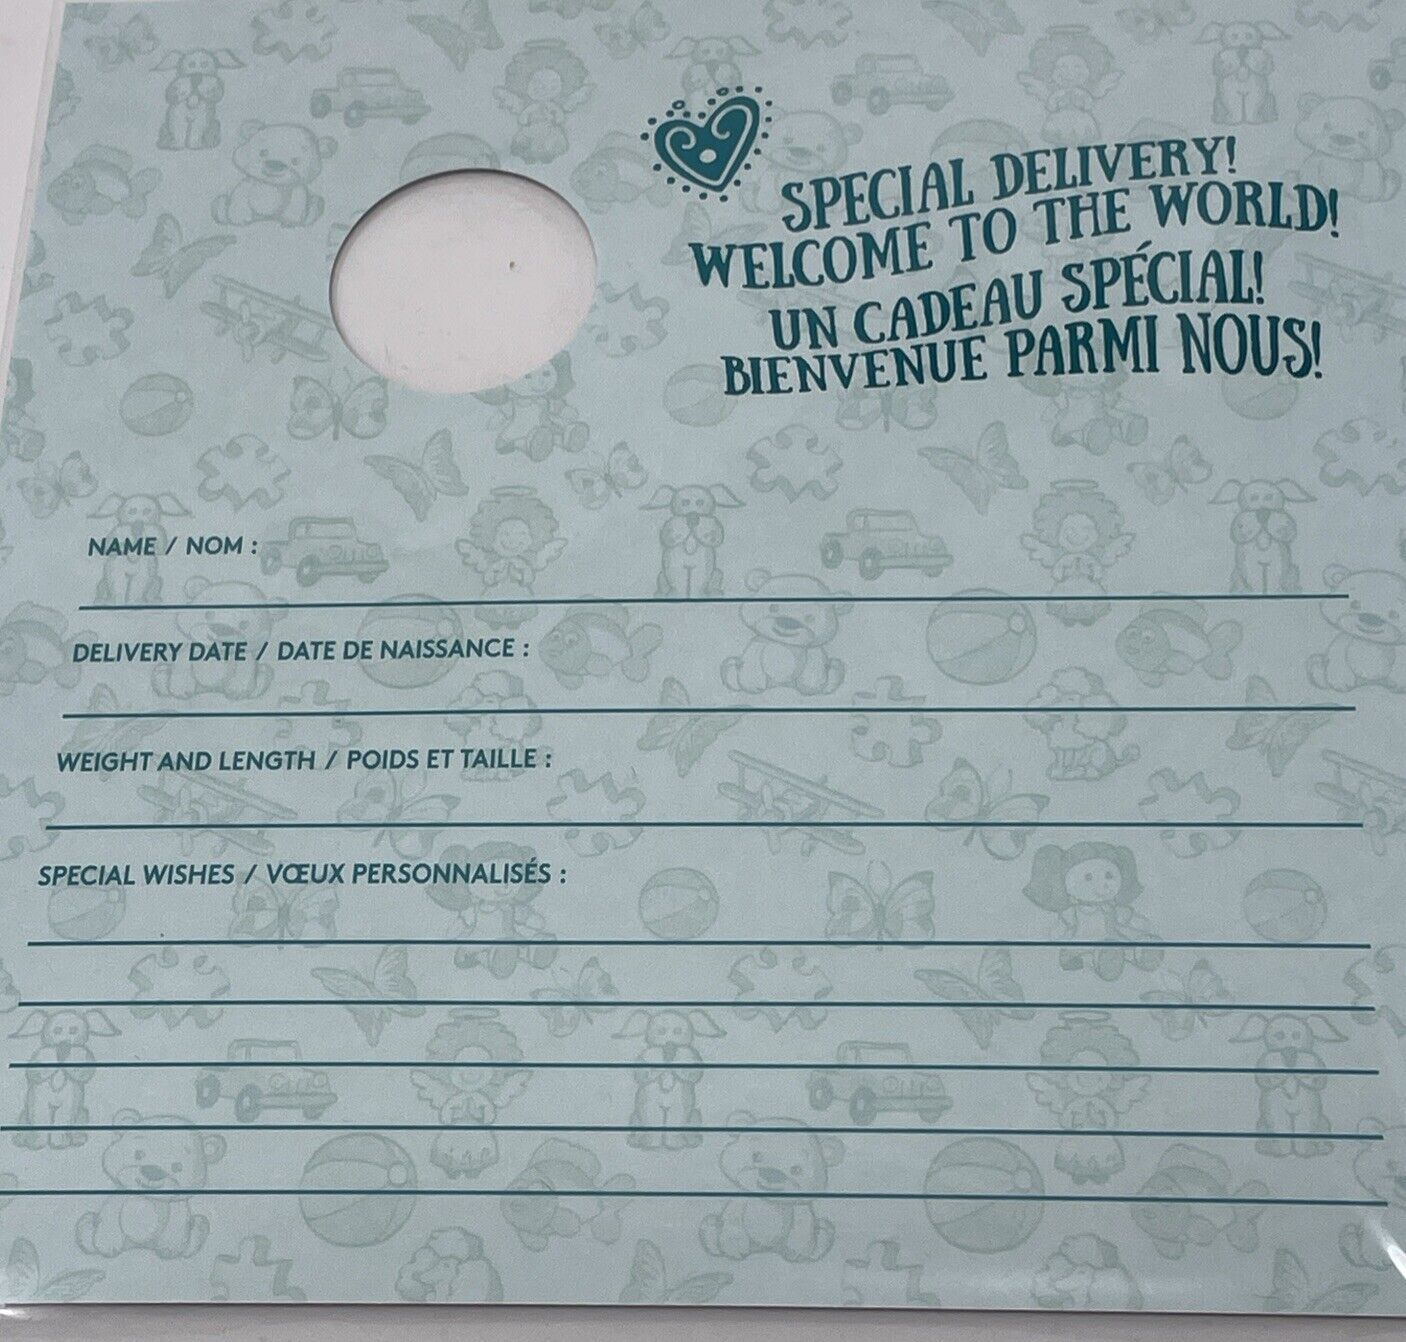 SPECIAL DELIVERY!
WELCOME TO THE WORLD!
UN CADEAU SPÉCIAL!
BIENVENUE PARMI NOUS!
NAME / NOM :
DELIVERY DATE / DATE DE NAISSANCE :
WEIGHT AND LENGTH / POIDS ET TAILLE :
SPECIAL WISHES / VŒUX PERSONNALISÉS :